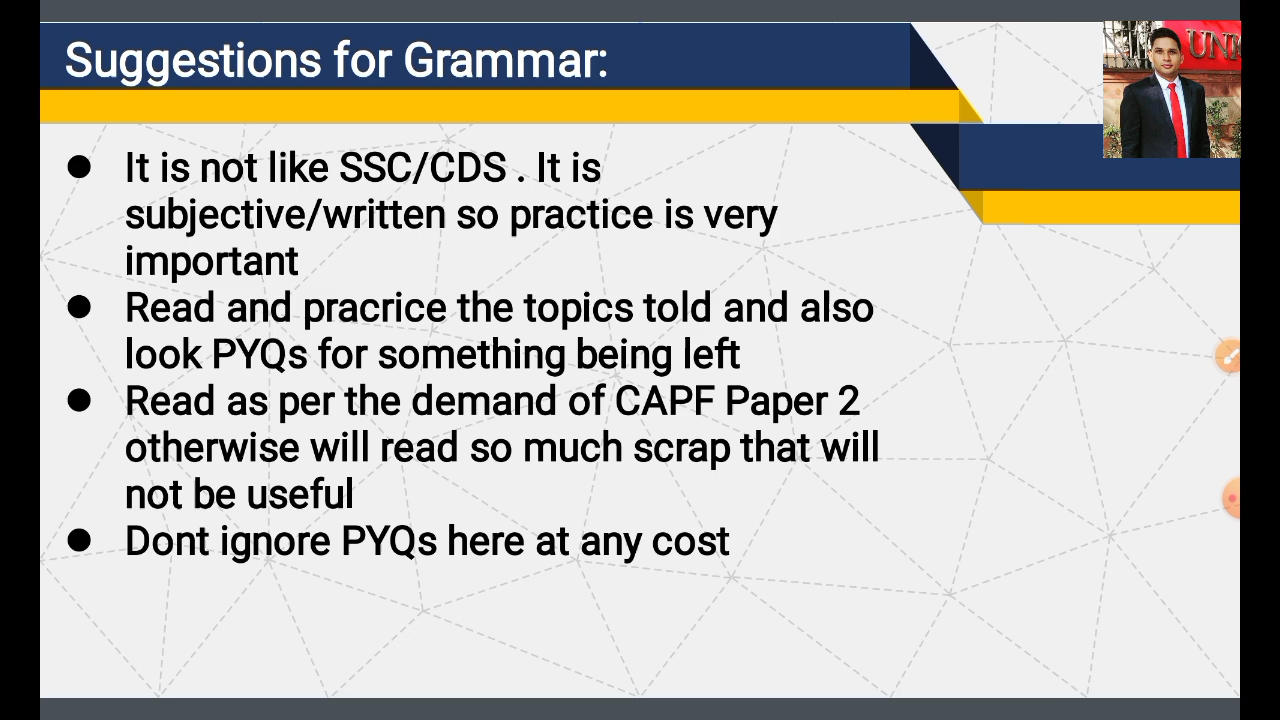 Suggestions for Grammar:
UNI
It is not like SSC/CDS . It is
subjective/written so practice is very
important
Read and pracrice the topics told and also
look PYQs for something being left
Read as per the demand of CAPF Paper 2
otherwise will read so much scrap that will
not be useful
Dont ignore PYQs here at any cost